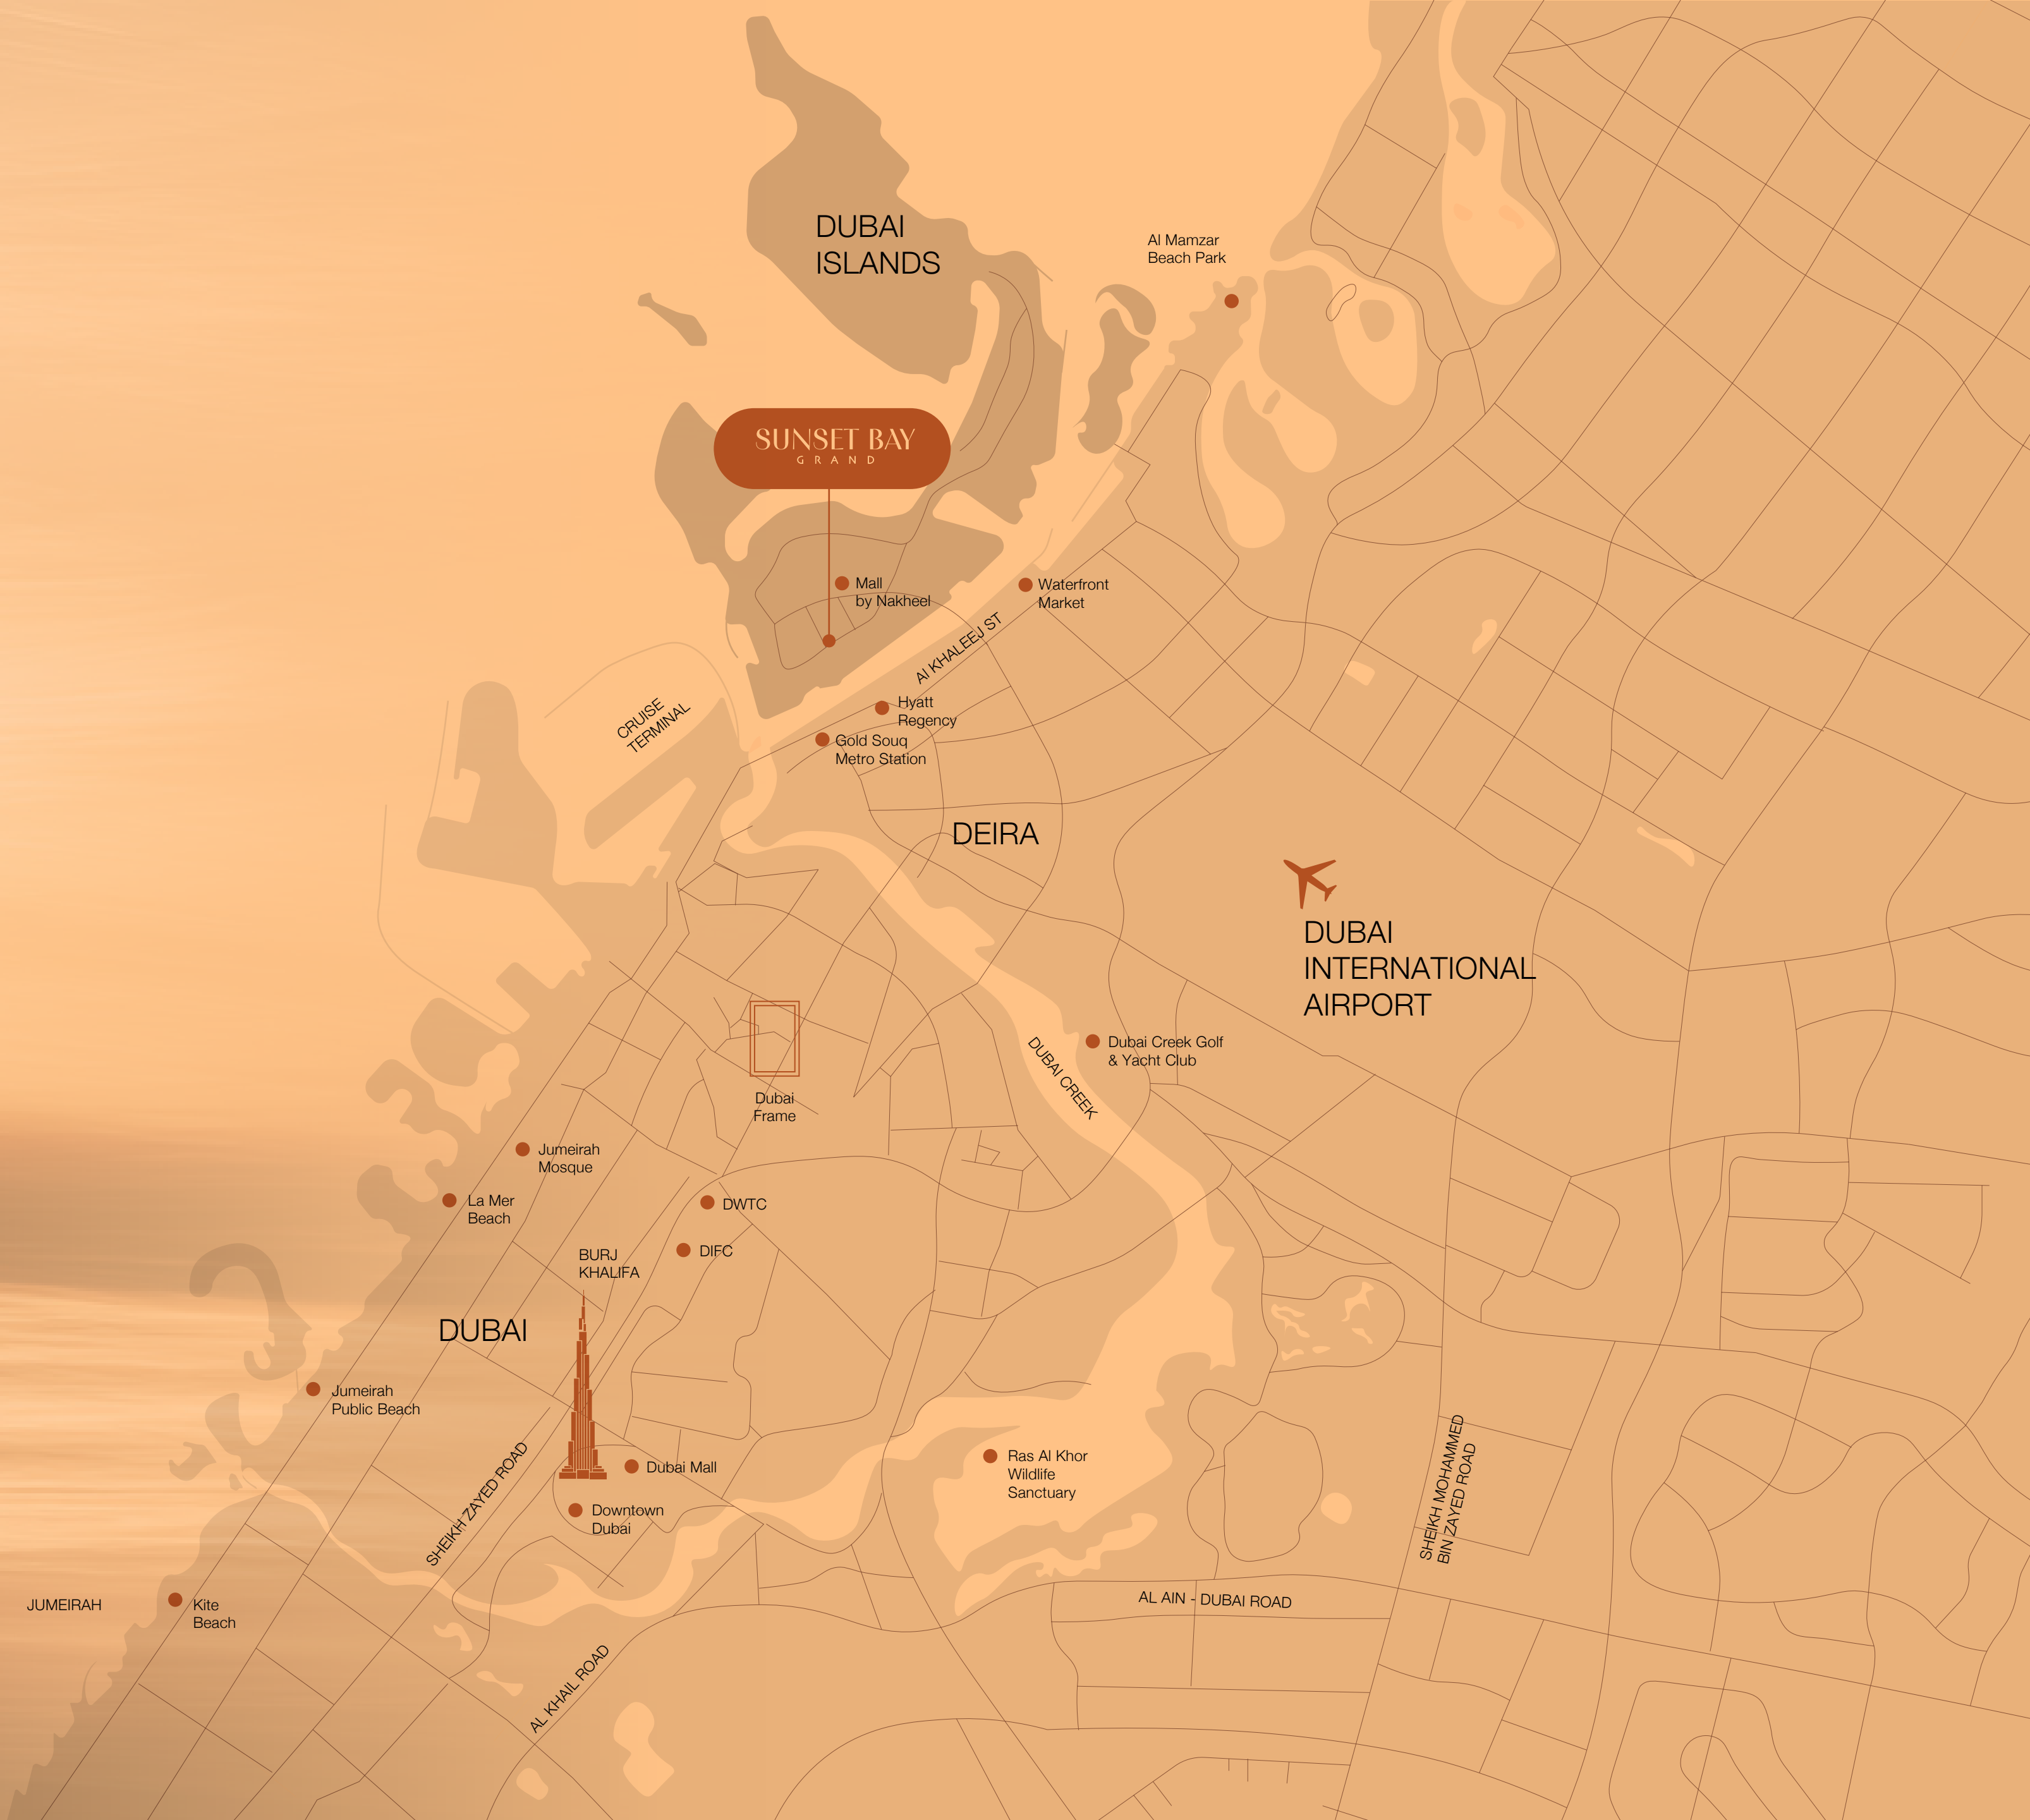 DUBAI
ISLANDS
Al Mamzar
Beach Park
SUNSET BAY
GRAND
Mall
by Nakheel
Waterfront
Market
Al KHALEEJ ST
CRUISE
TERMINAL
Hyatt
Regency
Gold Souq
Metro Station
DEIRA
DUBAI
INTERNATIONAL
AIRPORT
DUBAI CREEK
Dubai Creek Golf
& Yacht Club
Dubai
Frame
Jumeirah
Mosque
La Mer
Beach
DWTC
DIFC
BURJ
KHALIFA
DUBAI
Jumeirah
Public Beach
SHEIKH ZAYED ROAD
Dubai Mall
Downtown
Dubai
Ras Al Khor
Wildlife
Sanctuary
SHEIKH MOHAMMED
BIN ZAYED ROAD
JUMEIRAH
Kite
Beach
AL AIN - DUBAI ROAD
AL KHAIL ROAD